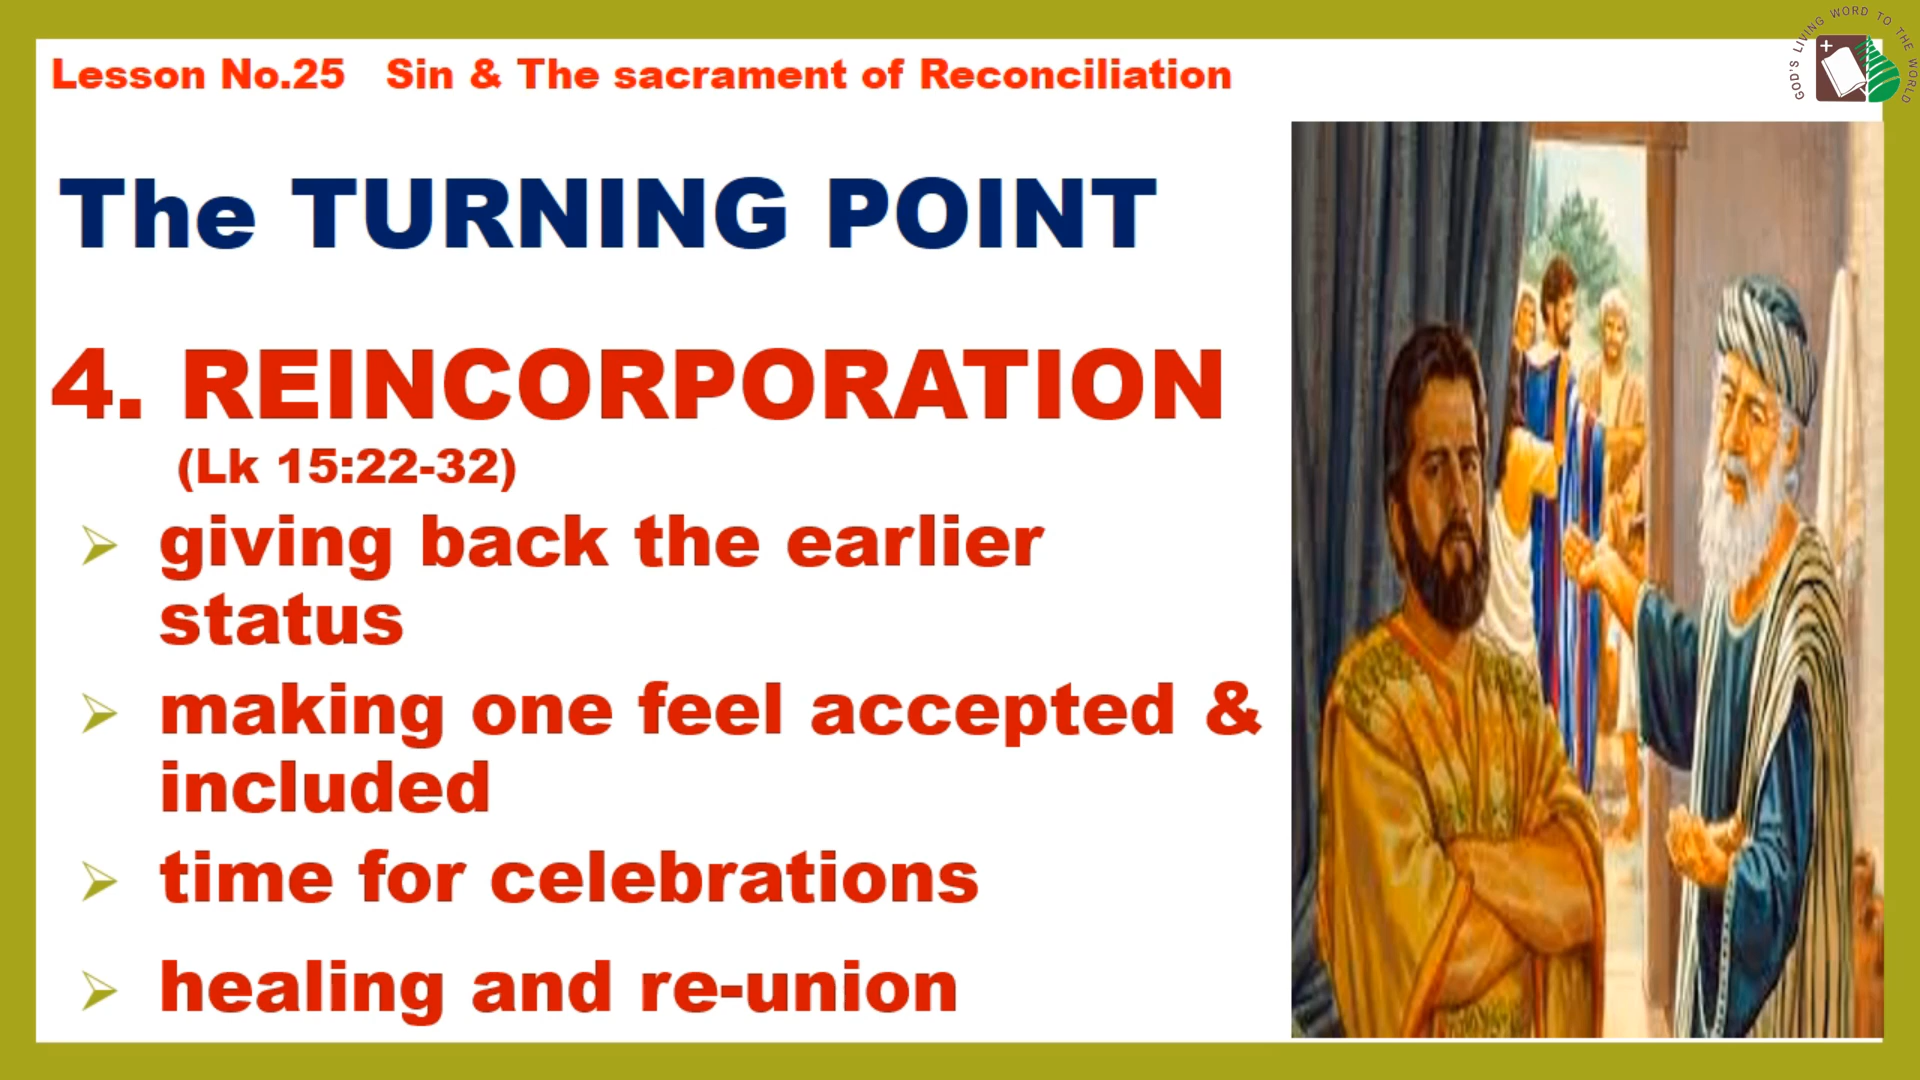 GOD'S LIVING WORD TO THE WORLD
Lesson No.25 Sin & The sacrament of Reconciliation
The TURNING POINT
4. REINCORPORATION
(Lk 15:22-32)
giving back the earlier
status
making one feel accepted &
included
time for celebrations
healing and re-union